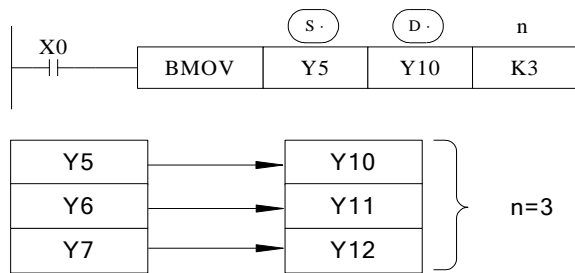 S · D · n
X0
BMOV Y5 Y10 K3
Y5 Y10
Y6 Y11 n=3
Y7 Y12